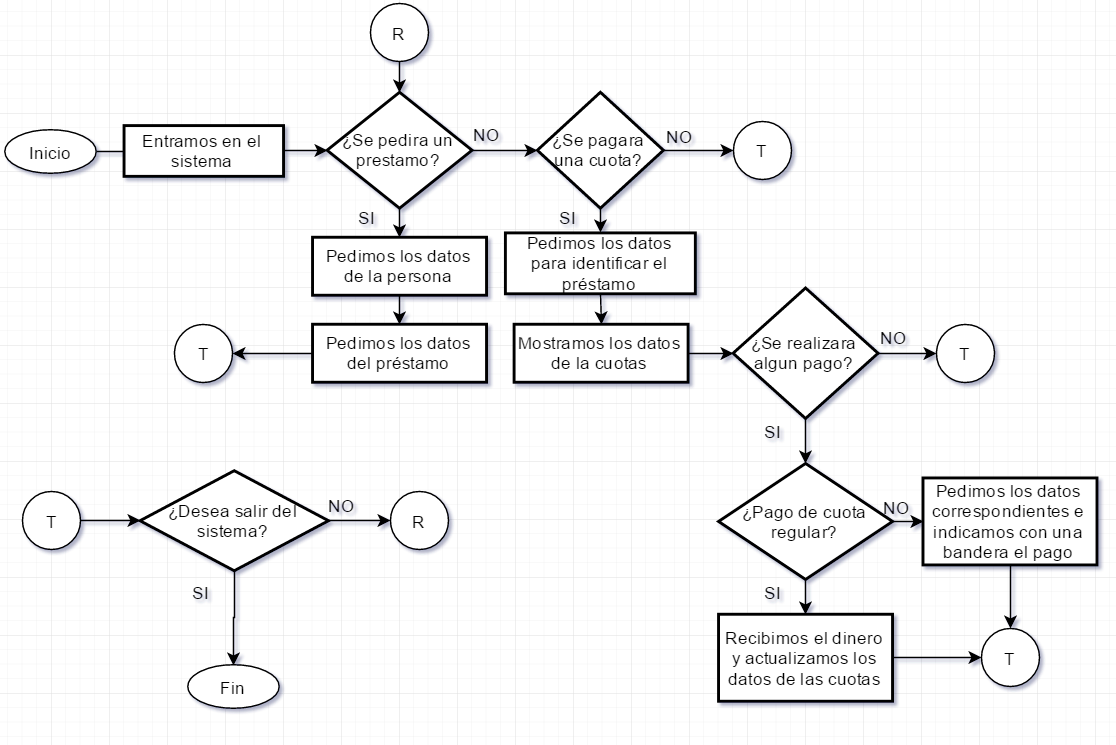 R
Inicio
Entramos en el
sistema
¿Se pedira un
prestamo?
NO
¿Se pagara
una cuota?
NO
T
SI
SI
Pedimos los datos
de la persona
Pedimos los datos
para identificar el
préstamo
T
Pedimos los datos
del préstamo
Mostramos los datos
de la cuotas
¿Se realizara
algun pago?
NO
T
SI
T
¿Desea salir del
sistema?
NO
R
¿Pago de cuota
regular?
NO
Pedimos los datos
correspondientes e
indicamos con una
bandera el pago
SI
SI
Recibimos el dinero
y actualizamos los
datos de las cuotas
T
Fin